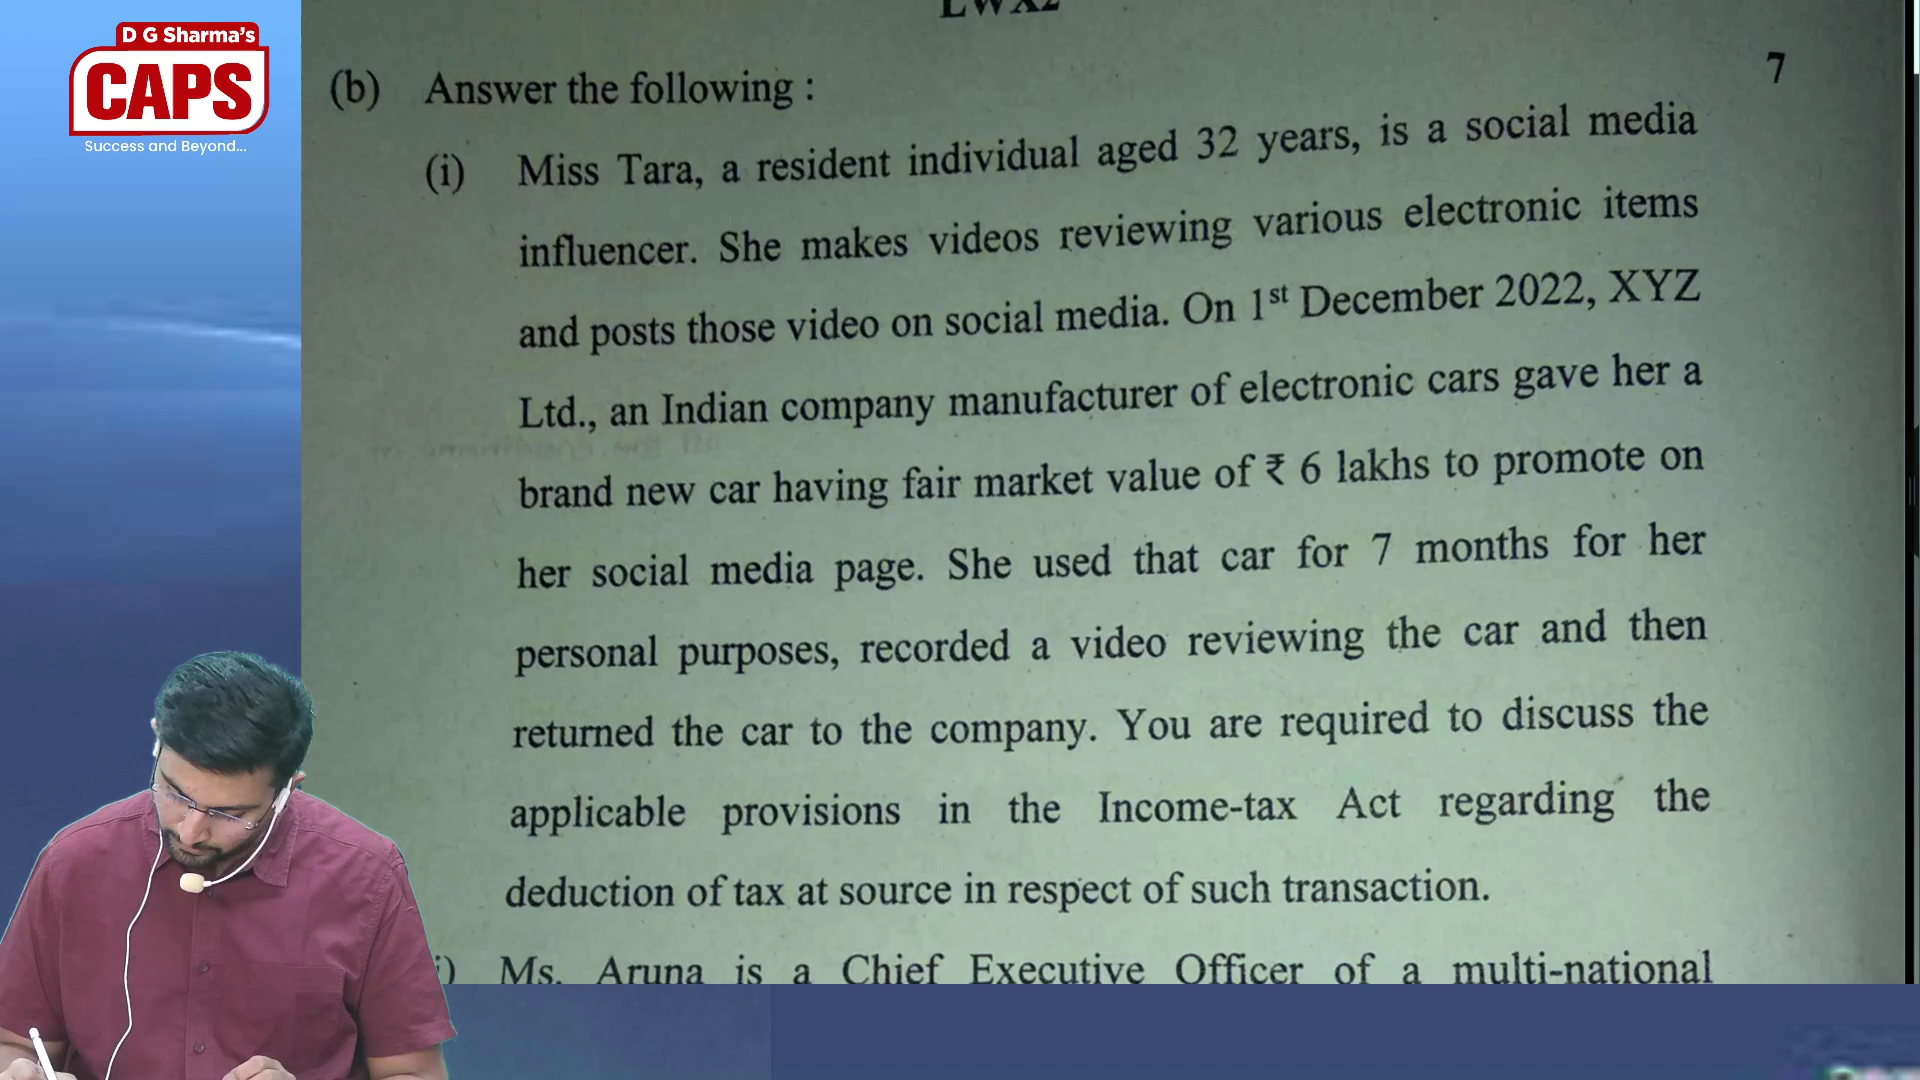 D G Sharma's
CAPS
Success and Beyond...
LWX2
7
(b) Answer the following :
(i) Miss Tara, a resident individual aged 32 years, is a social media
influencer. She makes videos reviewing various electronic items
and posts those video on social media. On 1st December 2022, XYZ
Ltd., an Indian company manufacturer of electronic cars gave her a
brand new car having fair market value of ₹ 6 lakhs to promote on
her social media page. She used that car for 7 months for her
personal purposes, recorded a video reviewing the car and then
returned the car to the company. You are required to discuss the
applicable provisions in the Income-tax Act regarding the
deduction of tax at source in respect of such transaction.
Ms. Aruna is a Chief Executive Officer of a multi-national